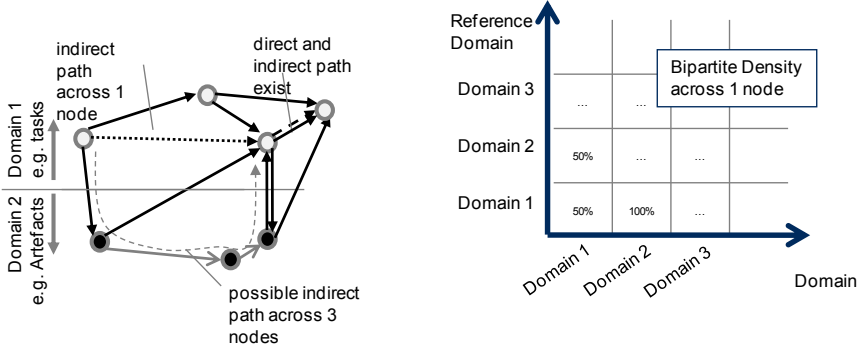 indirect
path
across 1
node
direct and
indirect path
exist
Domain 1
e.g. tasks
Domain 2
e.g. Artefacts
possible indirect
path across 3
nodes
Reference
Domain
Bipartite Density
across 1 node
Domain 3
...
...
Domain 2
50%
...
...
Domain 1
50%
100%
...
Domain 1
Domain 2
Domain 3
Domain